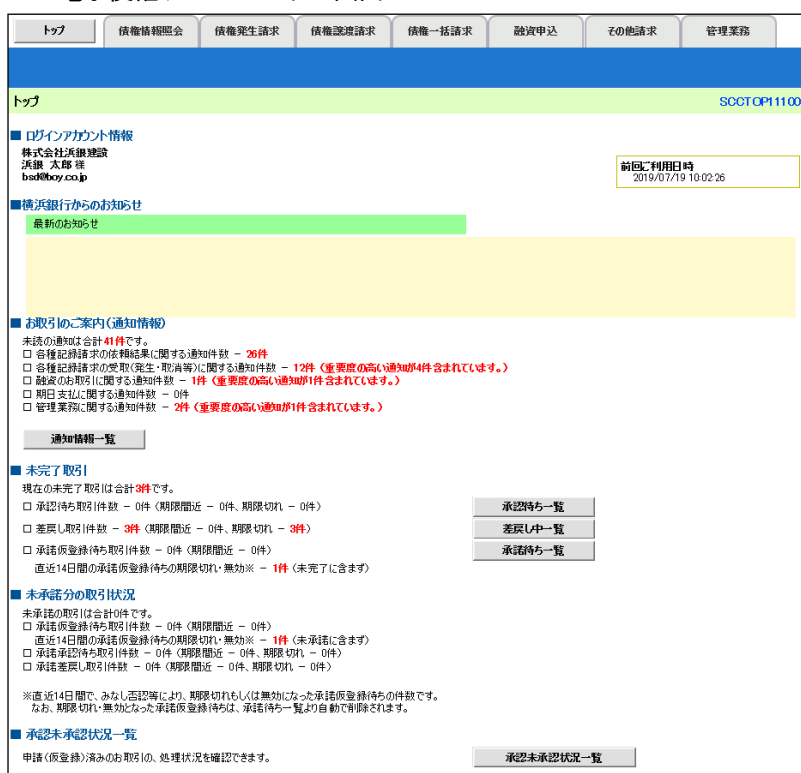 トップ 債権情報照会 債権発生請求 債権譲渡請求 債権一括請求 融資申込 その他請求 管理業務
トップ SCCTOP11100
■ ログインアカウント情報
株式会社浜銀建設
浜銀 太郎 様
bsd@boy.co.jp
前回ご利用日時
2019/07/19 10:02:26
■横浜銀行からのお知らせ
最新のお知らせ
■ お取引のご案内(通知情報)
未読の通知は合計41件です。
□ 各種記録請求の依頼結果に関する通知件数 - 26件
□ 各種記録請求の受取(発生・取消等)に関する通知件数 - 12件 (重要度の高い通知が4件含まれています。)
□ 融資のお取引に関する通知件数 - 1件 (重要度の高い通知が1件含まれています。)
□ 期日支払に関する通知件数 - 0件
□ 管理業務に関する通知件数 - 2件 (重要度の高い通知が1件含まれています。)
通知情報一覧
■ 未完了取引
現在の未完了取引は合計3件です。
□ 承認待ち取引件数 - 0件 (期限間近 - 0件、期限切れ - 0件) 承認待ち一覧
□ 差戻し取引件数 - 3件 (期限間近 - 0件、期限切れ - 3件) 差戻し中一覧
□ 承諾仮登録待ち取引件数 - 0件 (期限間近 - 0件) 承諾待ち一覧
直近14日間の承諾仮登録待ちの期限切れ・無効※ - 1件 (未完了に含まず)
■ 未承諾分の取引状況
未承諾の取引は合計0件です。
□ 承諾仮登録待ち取引件数 - 0件 (期限間近 - 0件)
直近14日間の承諾仮登録待ちの期限切れ・無効※ - 1件 (未承諾に含まず)
□ 承諾承認待ち取引件数 - 0件 (期限間近 - 0件、期限切れ - 0件)
□ 承諾差戻し取引件数 - 0件 (期限間近 - 0件、期限切れ - 0件)
※直近14日間で、みなし否認等により、期限切れもしくは無効になった承諾仮登録待ちの件数です。
なお、期限切れ・無効となった承諾仮登録待ちは、承諾待ち一覧より自動で削除されます。
■ 承認未承認状況一覧
申請(仮登録)済みのお取引の、処理状況を確認できます。 承認未承認状況一覧